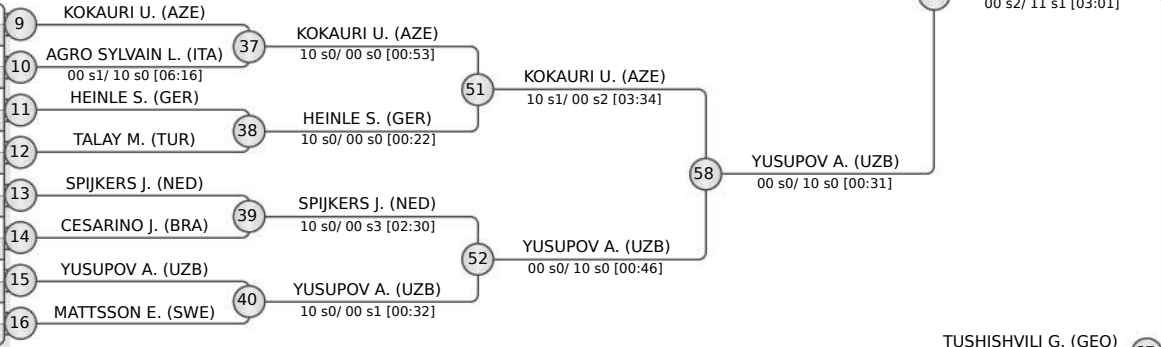 00 s2/ 11 s1 [03:01]
9
KOKAURI U. (AZE)
37
KOKAURI U. (AZE)
10 s0/ 00 s0 [00:53]
10
AGRO SYLVAIN L. (ITA)
00 s1/ 10 s0 [06:16]
51
KOKAURI U. (AZE)
10 s1/ 00 s2 [03:34]
11
HEINLE S. (GER)
38
HEINLE S. (GER)
10 s0/ 00 s0 [00:22]
12
TALAY M. (TUR)
58
YUSUPOV A. (UZB)
00 s0/ 10 s0 [00:31]
13
SPIJKERS J. (NED)
39
SPIJKERS J. (NED)
10 s0/ 00 s3 [02:30]
14
CESARINO J. (BRA)
52
YUSUPOV A. (UZB)
00 s0/ 10 s0 [00:46]
15
YUSUPOV A. (UZB)
40
YUSUPOV A. (UZB)
10 s0/ 00 s1 [00:32]
16
MATTSSON E. (SWE)
TUSHISHVILI G. (GEO)